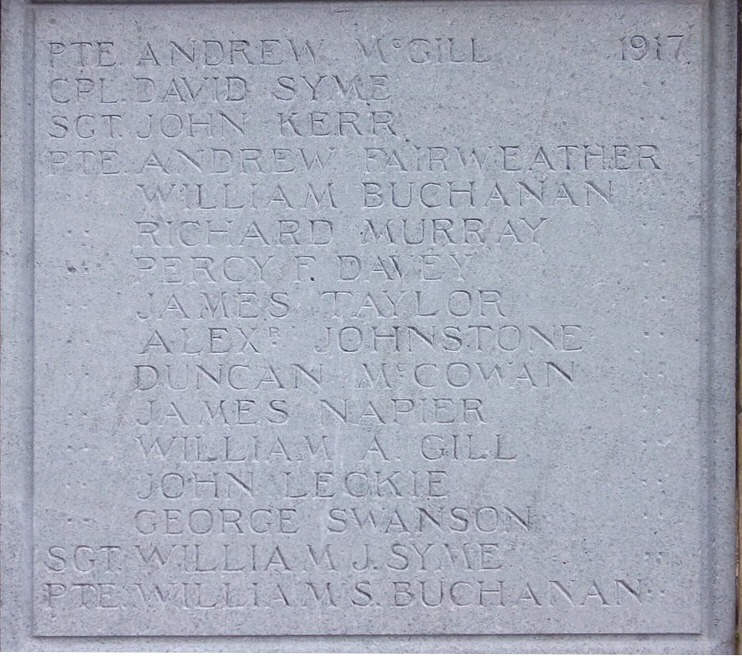 PTE. ANDREW McGILL 1917.
CPL. DAVID SYME " "
SGT. JOHN KERR " "
PTE. ANDREW FAIRWEATHER " "
" " WILLIAM BUCHANAN " "
" " RICHARD MURRAY " "
" " PERCY F. DAVEY " "
" " JAMES TAYLOR " "
" " ALEXR JOHNSTONE " "
" " DUNCAN McCOWAN " "
" " JAMES NAPIER " "
" " WILLIAM A. GILL " "
" " JOHN LECKIE " "
" " GEORGE SWANSON " "
SGT. WILLIAM J. SYME " "
PTE. WILLIAM S. BUCHANAN " "